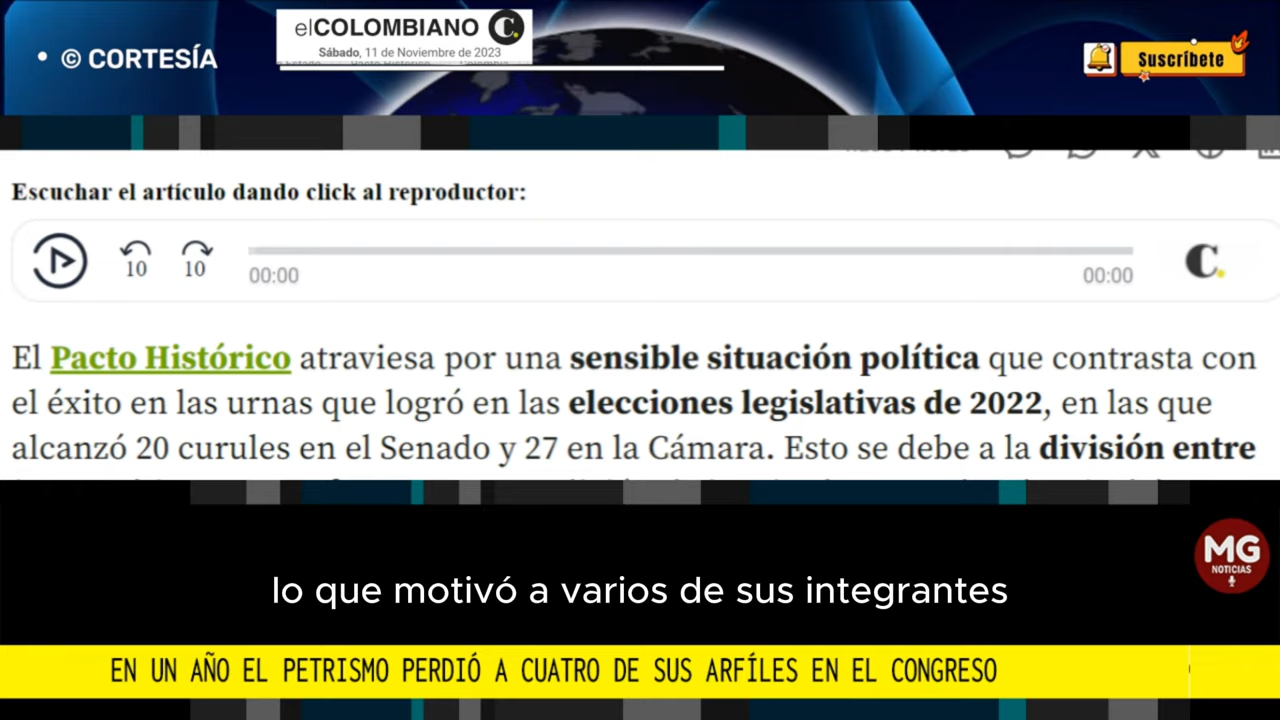 elCOLOMBIANO C.
Sábado, 11 de Noviembre de 2023
• © CORTESÍA
Suscríbete
Escuchar el artículo dando click al reproductor:
10 10
00:00 00:00
C.
El Pacto Histórico atraviesa por una sensible situación política que contrasta con
el éxito en las urnas que logró en las elecciones legislativas de 2022, en las que
alcanzó 20 curules en el Senado y 27 en la Cámara. Esto se debe a la división entre
MG
NOTICIAS
lo que motivó a varios de sus integrantes
EN UN AÑO EL PETRISMO PERDIÓ A CUATRO DE SUS ARFÍLES EN EL CONGRESO